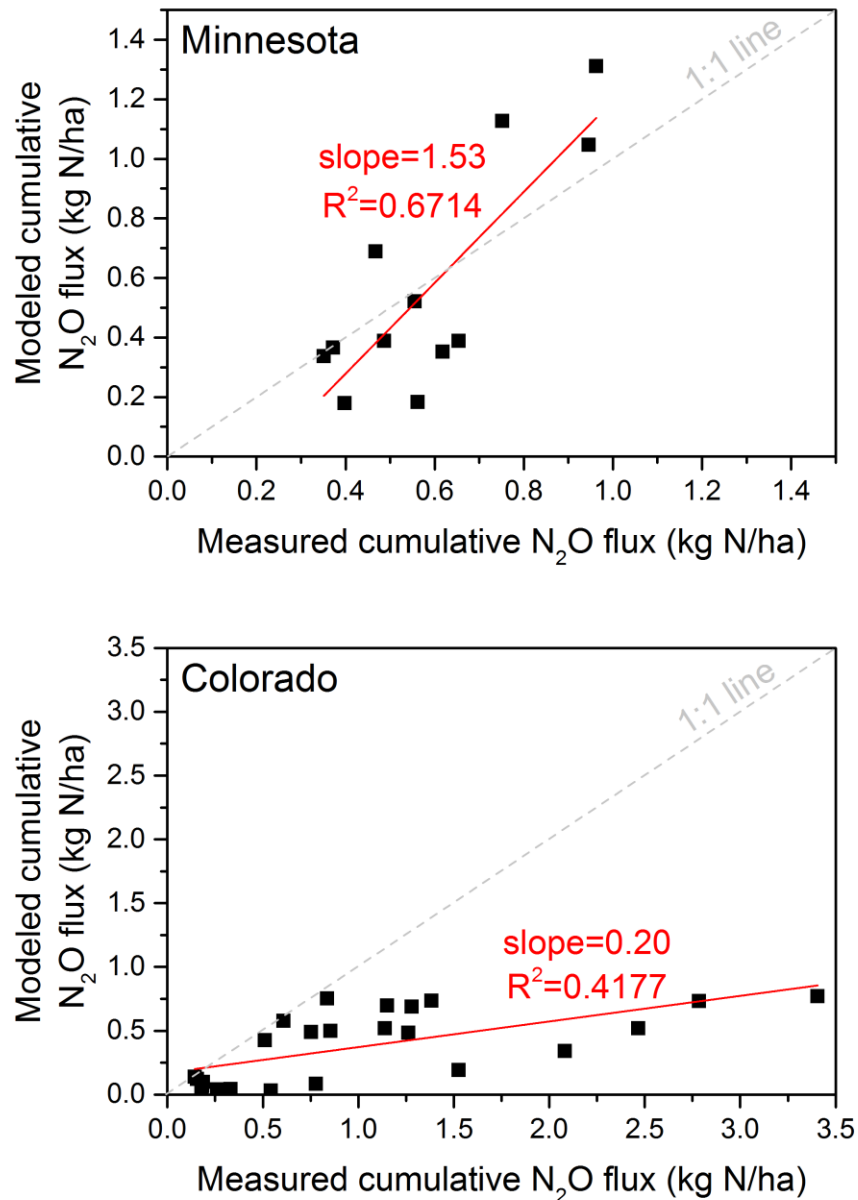 Minnesota
1:1 line
slope=1.53
R²=0.6714
Modeled cumulative
N₂O flux (kg N/ha)
1.4
1.2
1.0
0.8
0.6
0.4
0.2
0.0
0.0 0.2 0.4 0.6 0.8 1.0 1.2 1.4
Measured cumulative N₂O flux (kg N/ha)
Colorado
1:1 line
slope=0.20
R²=0.4177
Modeled cumulative
N₂O flux (kg N/ha)
3.5
3.0
2.5
2.0
1.5
1.0
0.5
0.0
0.0 0.5 1.0 1.5 2.0 2.5 3.0 3.5
Measured cumulative N₂O flux (kg N/ha)